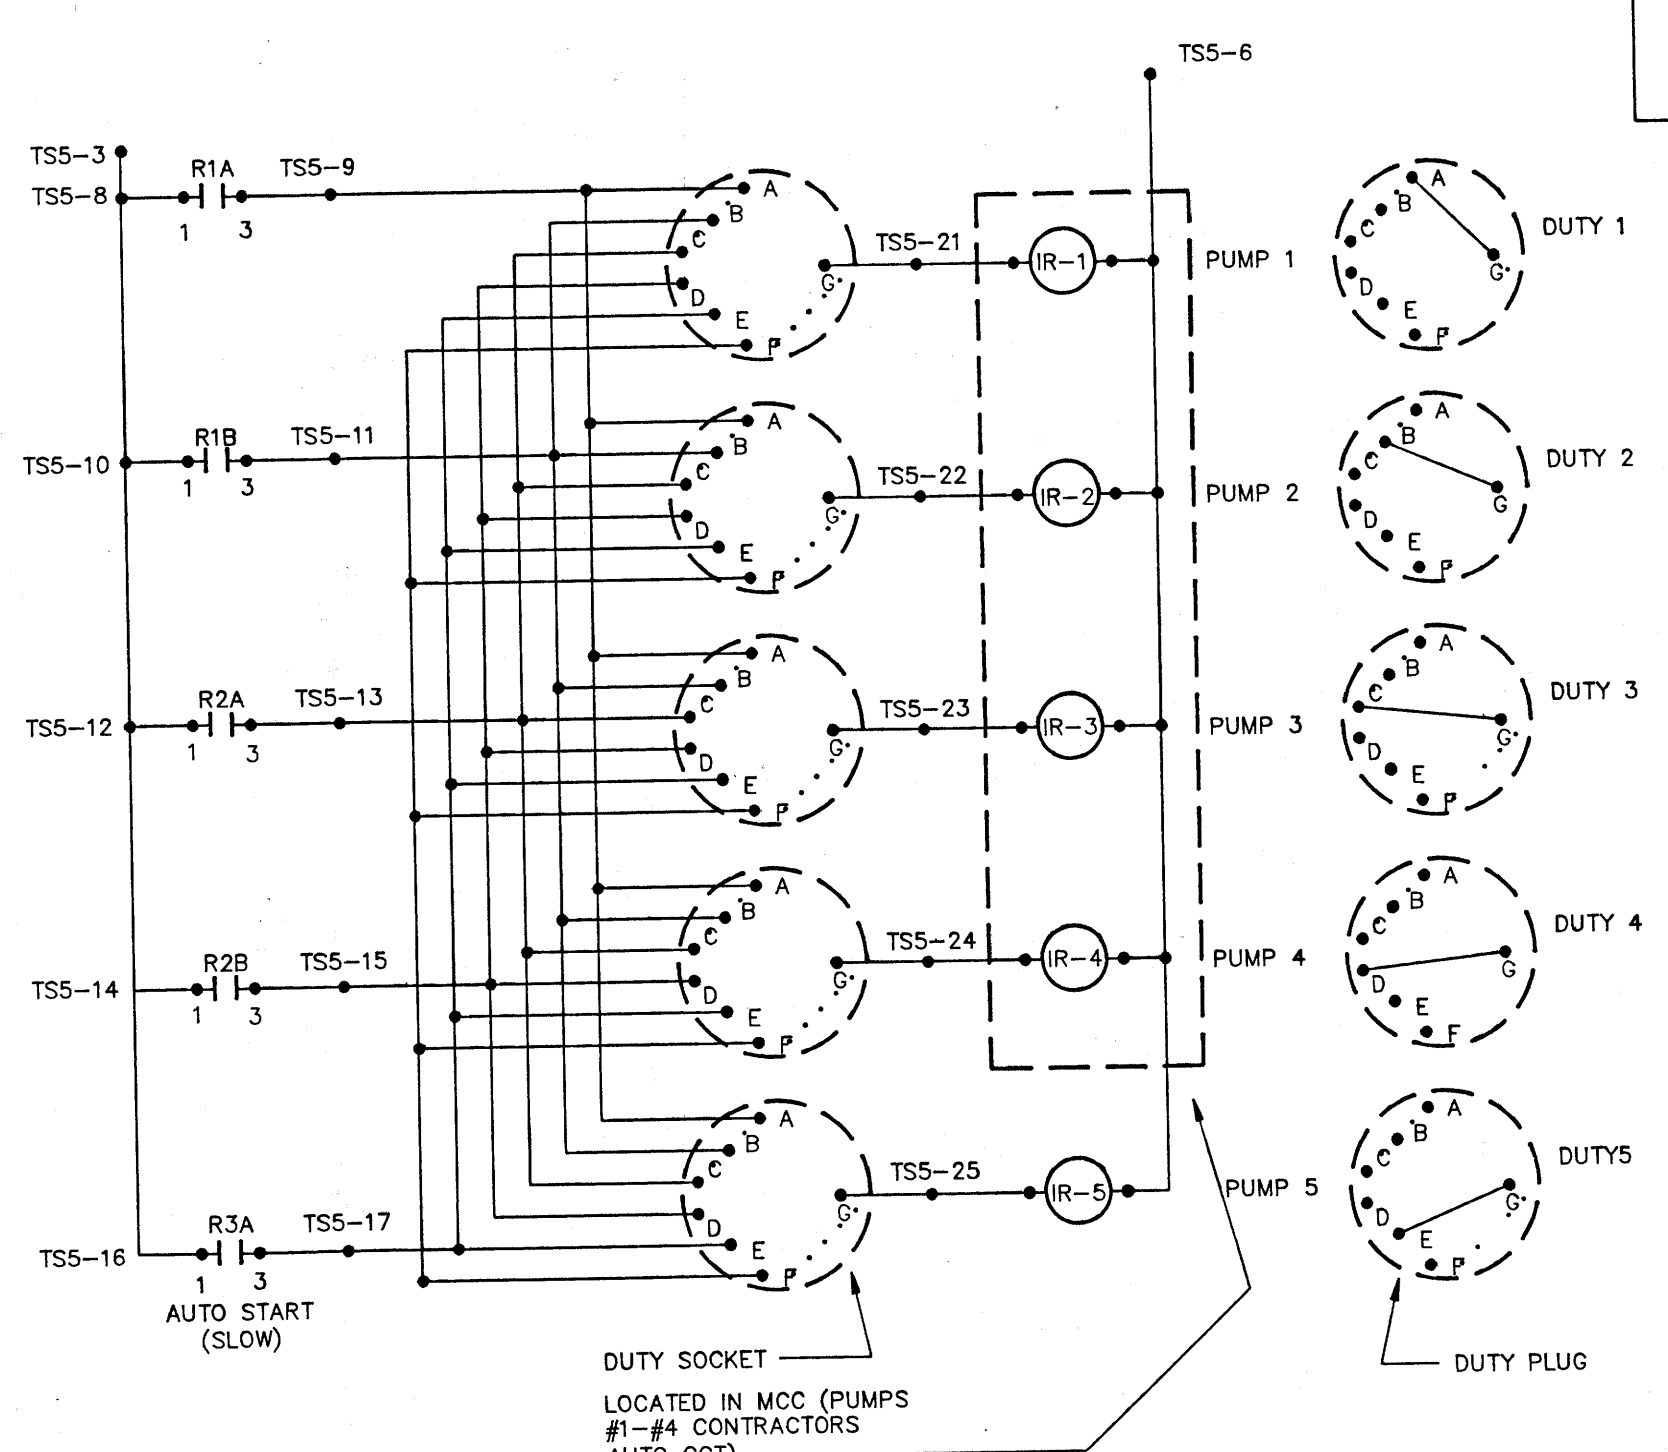 TS5-6
TS5-3
R1A
TS5-9
TS5-8
1
3
A
B
C
D
E
F
G
TS5-21
IR-1
PUMP 1
A
B
C
D
E
F
G
DUTY 1
R1B
TS5-11
TS5-10
1
3
A
B
C
D
E
F
G
TS5-22
IR-2
PUMP 2
A
B
C
D
E
F
G
DUTY 2
R2A
TS5-13
TS5-12
1
3
A
B
C
D
E
F
G
TS5-23
IR-3
PUMP 3
A
B
C
D
E
F
G
DUTY 3
R2B
TS5-15
TS5-14
1
3
A
B
C
D
E
F
G
TS5-24
IR-4
PUMP 4
A
B
C
D
E
F
G
DUTY 4
R3A
TS5-17
TS5-16
1
3
AUTO START
(SLOW)
A
B
C
D
E
F
G
TS5-25
IR-5
PUMP 5
A
B
C
D
E
F
G
DUTY5
DUTY SOCKET
LOCATED IN MCC (PUMPS
#1-#4 CONTRACTORS
DUTY PLUG